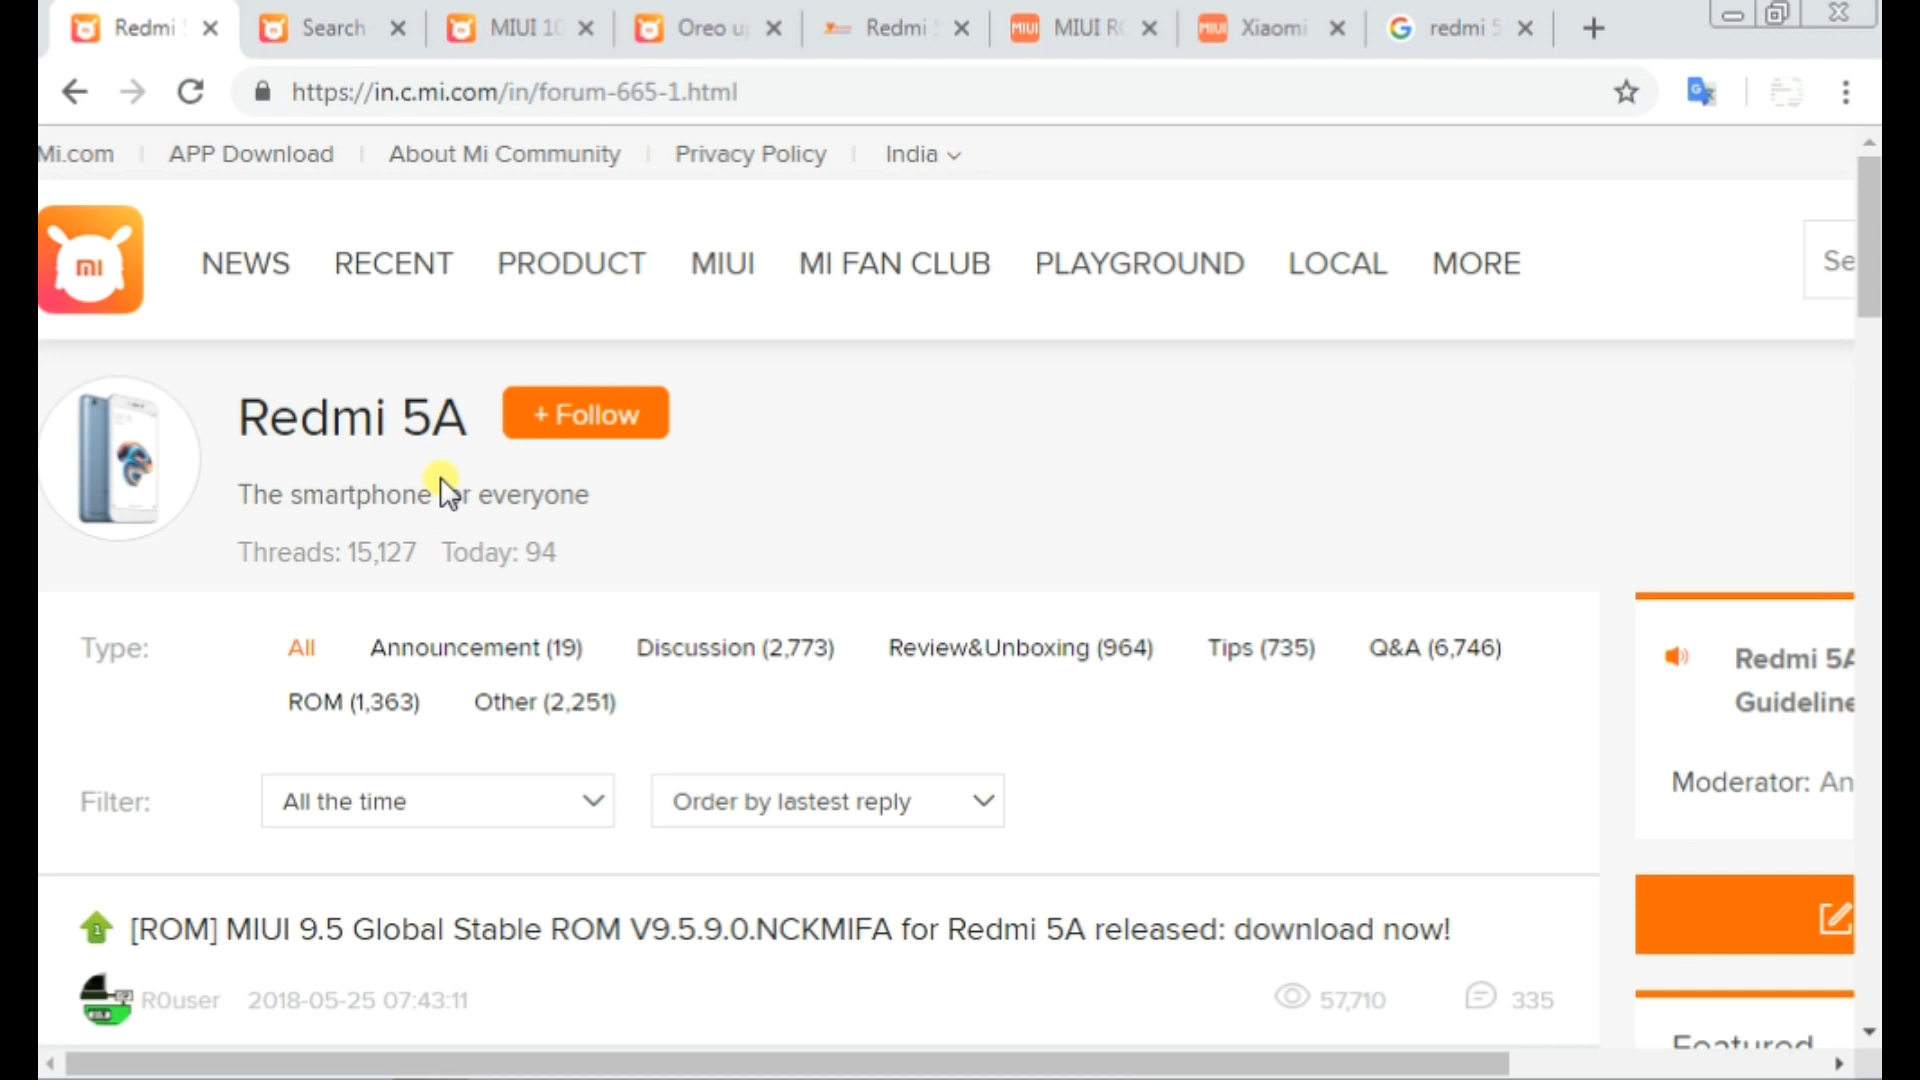 Redmi
Search
MIUI 10
Oreo u
Redmi
MIUI R
Xiaomi
redmi 5
https://in.c.mi.com/in/forum-665-1.html
Mi.com
APP Download
About Mi Community
Privacy Policy
India
NEWS
RECENT
PRODUCT
MIUI
MI FAN CLUB
PLAYGROUND
LOCAL
MORE
Se
Redmi 5A
+ Follow
The smartphone r everyone
Threads: 15,127 Today: 94
Type:
All
Announcement (19)
Discussion (2,773)
Review&Unboxing (964)
Tips (735)
Q&A (6,746)
ROM (1,363)
Other (2,251)
Redmi 5A
Guideline
Moderator: An
Filter:
All the time
Order by lastest reply
[ROM] MIUI 9.5 Global Stable ROM V9.5.9.0.NCKMIFA for Redmi 5A released: download now!
R0user 2018-05-25 07:43:11
57,710
335
Featured